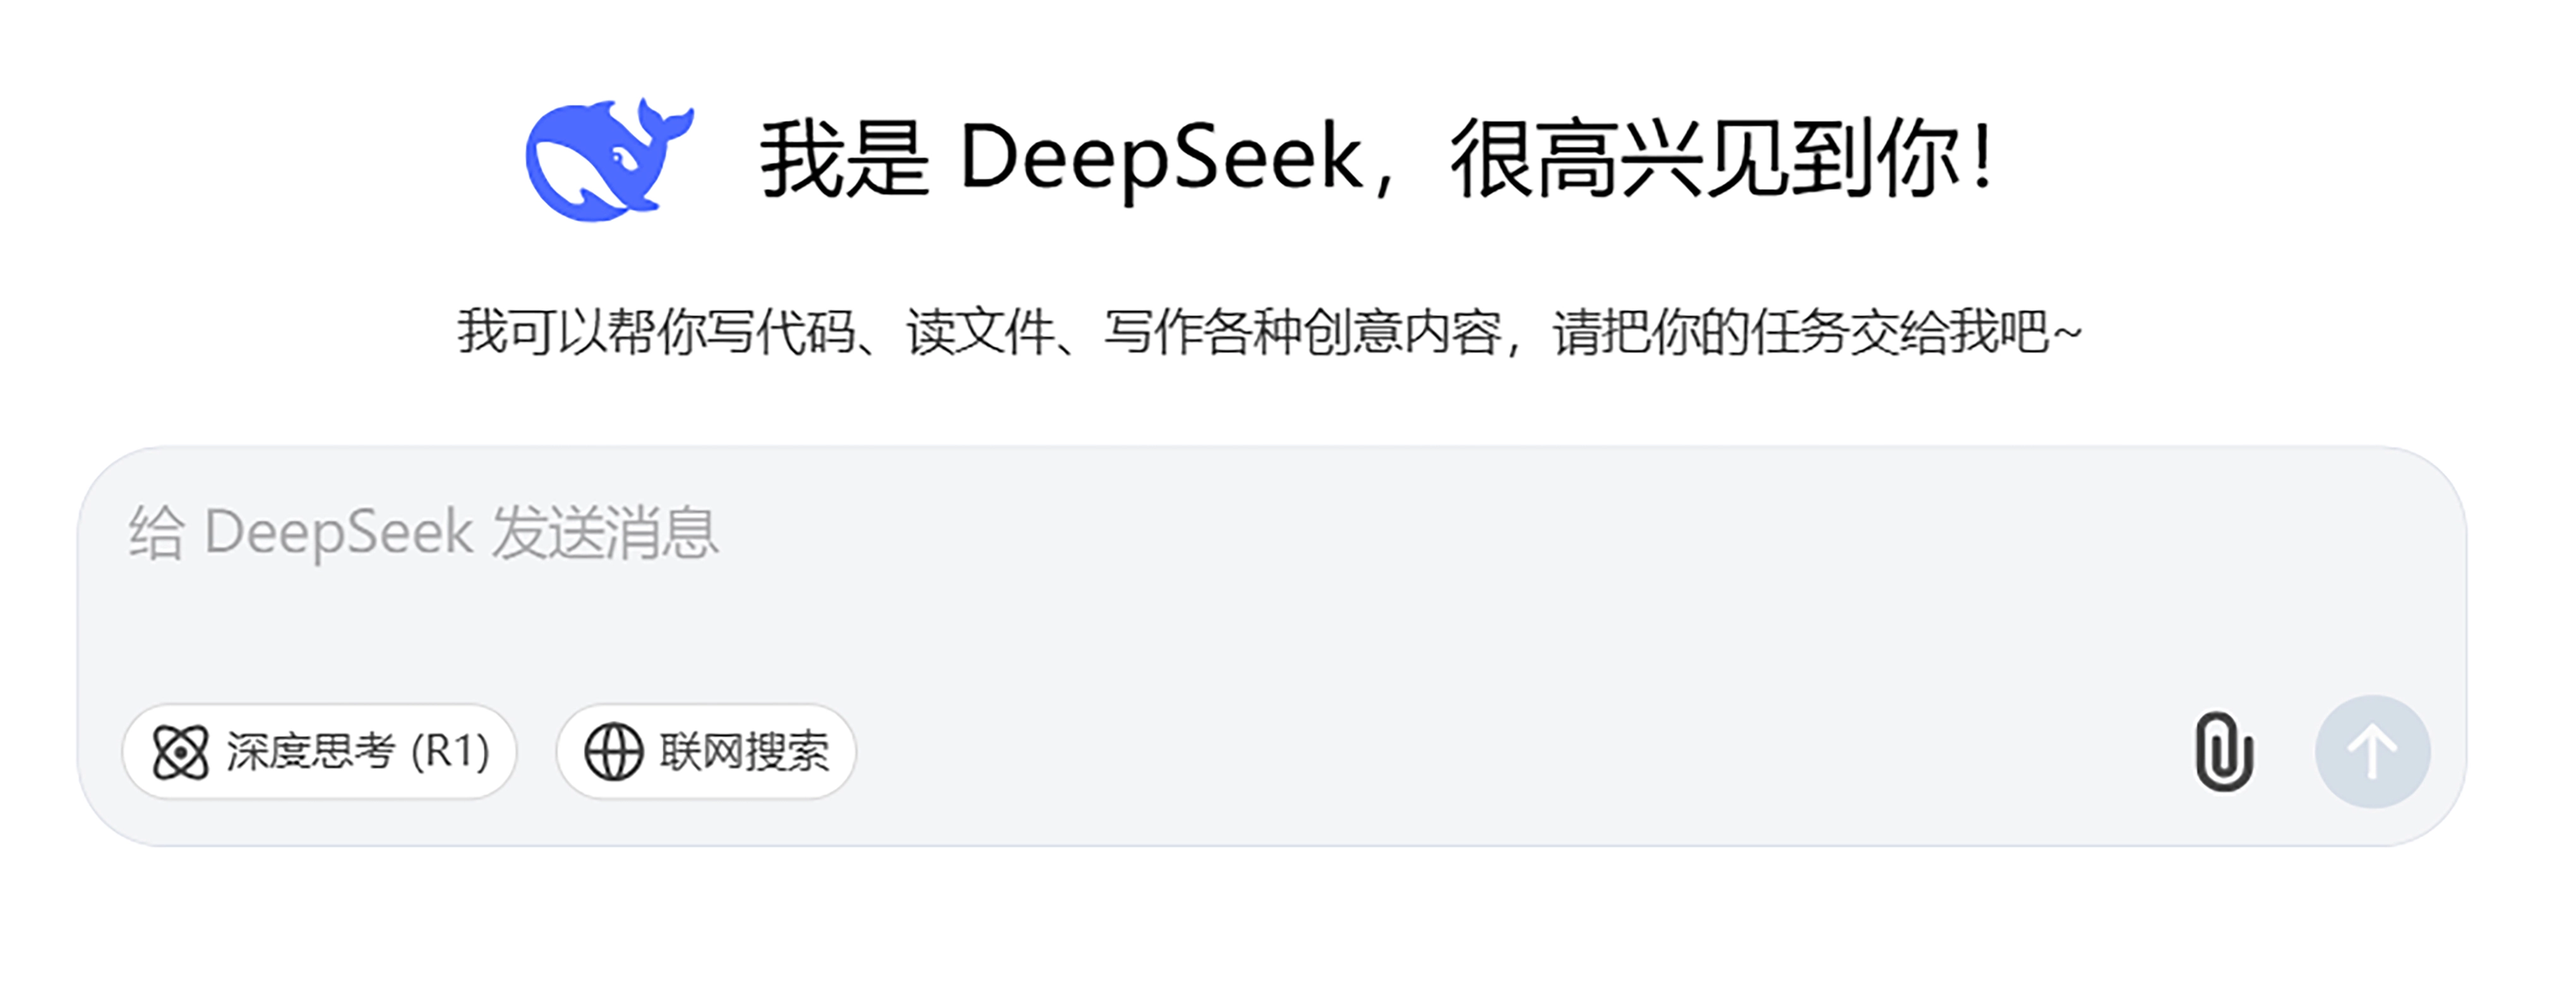 我是 DeepSeek，很高兴见到你！
我可以帮你写代码、读文件、写作各种创意内容，请把你的任务交给我吧~
给 DeepSeek 发送消息
深度思考 (R1) 联网搜索